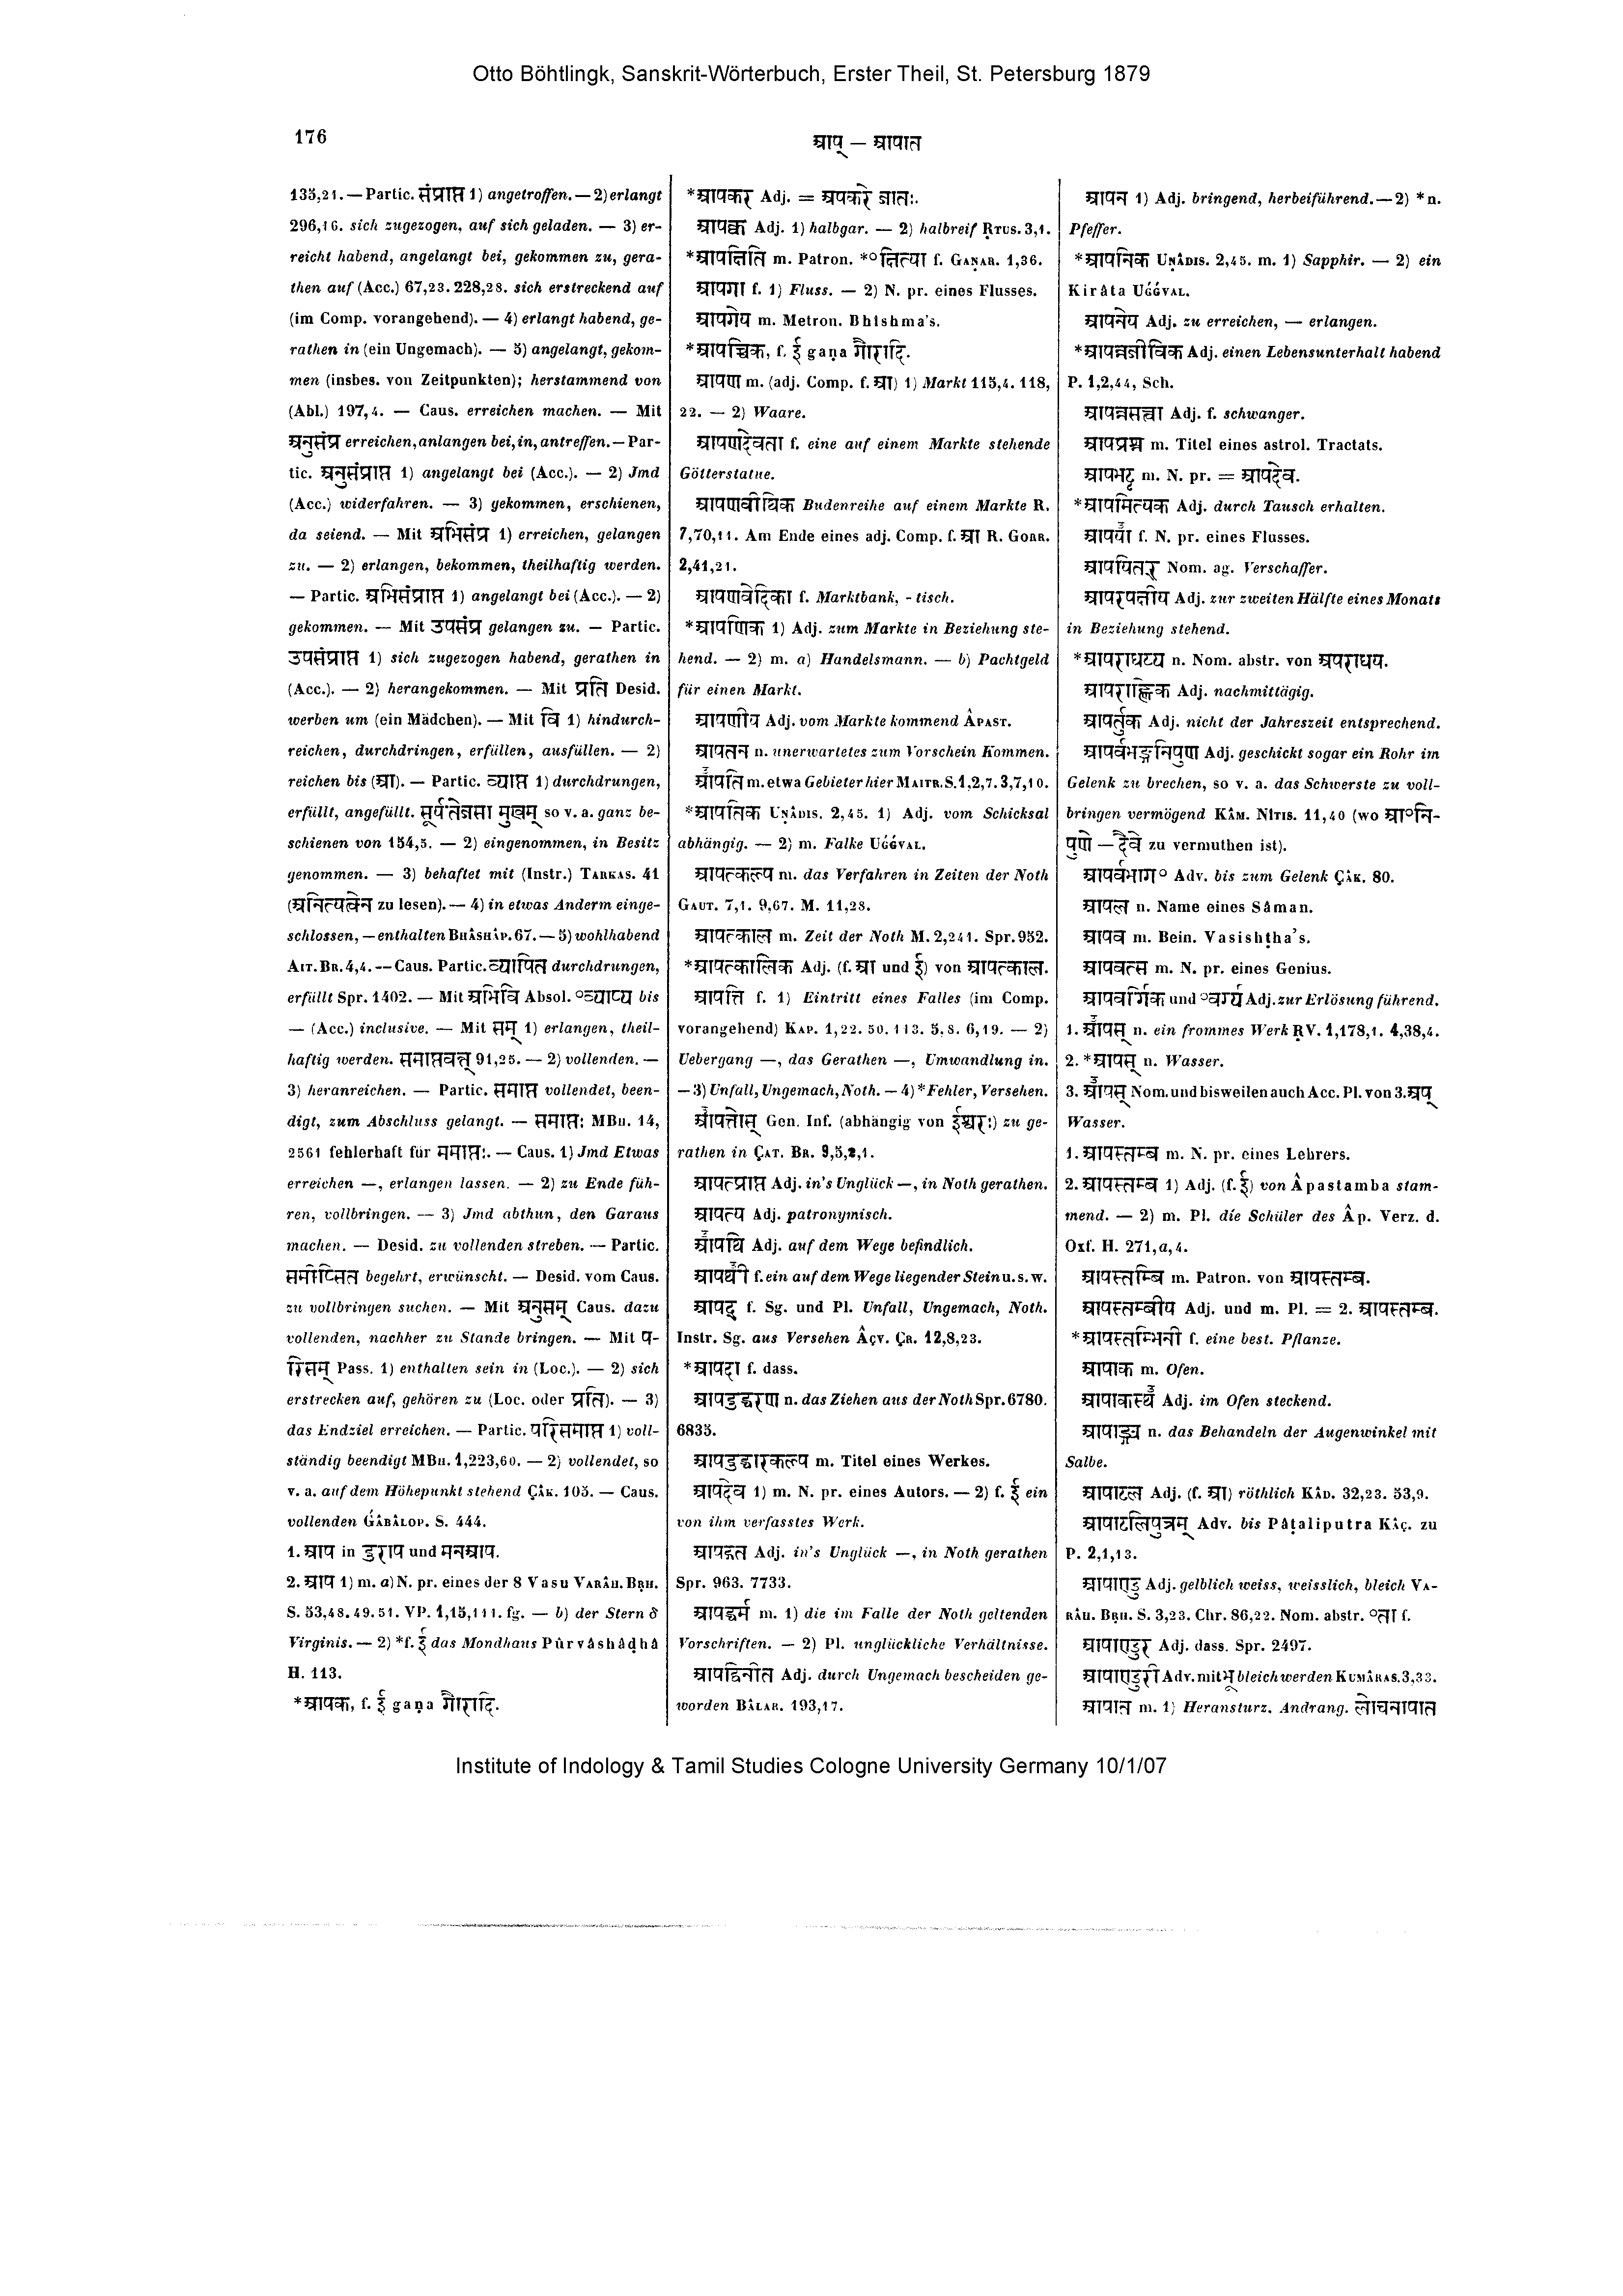 Otto Böhtlingk, Sanskrit-Wörterbuch, Erster Theil, St. Petersburg 1879
176
आप् — आपात
135,21. — Partic. संप्राप्त 1) angetroffen. — 2) erlangt
296,16. sich zugezogen, auf sich geladen. — 3) er-
reicht habend, angelangt bei, gekommen zu, gera-
then auf (Acc.) 67,23. 228,28. sich erstreckend auf
(im Comp. vorangehend). — 4) erlangt habend, ge-
rathen in (ein Ungemach). — 5) angelangt, gekom-
men (insbes. von Zeitpunkten); herstammend von
(Abl.) 197,4. — Caus. erreichen machen. — Mit
अनुसंप्र erreichen, anlangen bei, in, antreffen. — Par-
tic. अनुसंप्राप्त 1) angelangt bei (Acc.). — 2) Jmd
(Acc.) widerfahren. — 3) gekommen, erschienen,
da seiend. — Mit अभिसंप्र 1) erreichen, gelangen
zu. — 2) erlangen, bekommen, theilhaftig werden.
— Partic. अभिसंप्राप्त 1) angelangt bei (Acc.). — 2)
gekommen. — Mit उपसंप्र gelangen zu. — Partic.
उपसंप्राप्त 1) sich zugezogen habend, gerathen in
(Acc.). — 2) herangekommen. — Mit प्रति Desid.
werben um (ein Mädchen). — Mit वि 1) hindurch-
reichen, durchdringen, erfüllen, ausfüllen. — 2)
reichen bis (आ). — Partic. व्याप्त 1) durchdrungen,
erfüllt, angefüllt. सूर्यतेजसा मुखम् so v. a. ganz be-
schienen von 154,5. — 2) eingenommen, in Besitz
genommen. — 3) behaftet mit (Instr.) TARKAS. 41
(अनित्यत्वेन zu lesen). — 4) in etwas Anderm einge-
schlossen, — enthalten BHÂSHÂP. 67. — 5) wohlhabend
AIT. BR. 4,4. -- Caus. Partic. व्यापित durchdrungen,
erfüllt Spr. 1402. — Mit अभिवि Absol. °व्याप्य bis
— (Acc.) inclusive. — Mit सम् 1) erlangen, theil-
haftig werden. समाप्तवत् 91,25. — 2) vollenden. —
3) heranreichen. — Partic. समाप्त vollendet, been-
digt, zum Abschluss gelangt. — समाप्तः MBH. 14,
2561 fehlerhaft für ममाप्तः. — Caus. 1) Jmd Etwas
erreichen —, erlangen lassen. — 2) zu Ende füh-
ren, vollbringen. — 3) Jmd abthun, den Garaus
machen. — Desid. zu vollenden streben. — Partic.
समीप्सित begehrt, erwünscht. — Desid. vom Caus.
zu vollbringen suchen. — Mit अनुसम् Caus. dazu
vollenden, nachher zu Stande bringen. — Mit प-
रिसम् Pass. 1) enthalten sein in (Loc.). — 2) sich
erstrecken auf, gehören zu (Loc. oder प्रति). — 3)
das Endziel erreichen. — Partic. परिसमाप्त 1) voll-
ständig beendigt MBH. 1,223,60. — 2) vollendet, so
v. a. auf dem Höhepunkt stehend ÇÂK. 105. — Caus.
vollenden GÂBÂLOP. S. 444.
1. आप in दुराप und मनआप.
2. आप 1) m. a) N. pr. eines der 8 Vasu VARÂH. BṚH.
S. 53,48. 49. 51. VP. 1,15,111. fg. — b) der Stern δ
Virginis. — 2) *f. ई das Mondhaus Pûrvâshâḍhâ
H. 113.
*आपक, f. ई gaṇa गौरादि.
*आपकर Adj. = अपकरे जातः.
आपक्व Adj. 1) halbgar. — 2) halbreif ṚTUS. 3,1.
*आपक्षिति m. Patron. *°क्षित्या f. GAṆAR. 1,36.
आपगा f. 1) Fluss. — 2) N. pr. eines Flusses.
आपगेय m. Metron. Bhîshma's.
*आपच्चिक, f. ई gaṇa गौरादि.
आपण m. (adj. Comp. f. आ) 1) Markt 115,4. 118,
22. — 2) Waare.
आपणदेवता f. eine auf einem Markte stehende
Götterstatue.
आपणवीथिक Budenreihe auf einem Markte R.
7,70,11. Am Ende eines adj. Comp. f. आ R. GORR.
2,41,21.
आपणवेदिका f. Marktbank, - tisch.
*आपणिक 1) Adj. zum Markte in Beziehung ste-
hend. — 2) m. a) Handelsmann. — b) Pachtgeld
für einen Markt.
आपणीय Adj. vom Markte kommend ÂPAST.
आपतन n. unerwartetes zum Vorschein Kommen.
आपति m. etwa Gebieter hier MAITR. S. 1,2,7. 3,7,10.
*आपतिक UṆÂDIS. 2,45. 1) Adj. vom Schicksal
abhängig. — 2) m. Falke UǴǴVAL.
आपत्कल्प m. das Verfahren in Zeiten der Noth
GAUT. 7,1. 9,67. M. 11,28.
आपत्काल m. Zeit der Noth M. 2,241. Spr. 952.
*आपत्कालिक Adj. (f. आ und ई) von आपत्काल.
आपत्ति f. 1) Eintritt eines Falles (im Comp.
vorangehend) KAP. 1,22. 50. 113. 5,8. 6,19. — 2)
Uebergang —, das Gerathen —, Umwandlung in.
— 3) Unfall, Ungemach, Noth. — 4) *Fehler, Versehen.
आपत्तोस् Gen. Inf. (abhängig von ईश्वर:) zu ge-
rathen in ÇAT. BR. 9,5,2,1.
आपत्प्राप्त Adj. in's Unglück —, in Noth gerathen.
आपत्य Adj. patronymisch.
आपथि Adj. auf dem Wege befindlich.
आपथी f. ein auf dem Wege liegender Stein u. s. w.
आपद् f. Sg. und Pl. Unfall, Ungemach, Noth.
Instr. Sg. aus Versehen ÂÇV. ÇR. 12,8,23.
*आपदा f. dass.
आपदुद्धरण n. das Ziehen aus der Noth Spr. 6780.
6835.
आपदुद्धारकल्प m. Titel eines Werkes.
आपदेव 1) m. N. pr. eines Autors. — 2) f. ई ein
von ihm verfasstes Werk.
आपद्गत Adj. in's Unglück —, in Noth gerathen
Spr. 963. 7733.
आपद्धर्म m. 1) die im Falle der Noth geltenden
Vorschriften. — 2) Pl. unglückliche Verhältnisse.
आपद्विनीत Adj. durch Ungemach bescheiden ge-
worden BÂLAR. 193,17.
आपन 1) Adj. bringend, herbeiführend. — 2) *n.
Pfeffer.
*आपनिक UṆÂDIS. 2,45. m. 1) Sapphir. — 2) ein
Kirâta UǴǴVAL.
आपनेय Adj. zu erreichen, — erlangen.
*आपन्नजीविक Adj. einen Lebensunterhalt habend
P. 1,2,44, Sch.
आपन्नसत्त्वा Adj. f. schwanger.
आपप्रश्न m. Titel eines astrol. Tractats.
आपभट्ट m. N. pr. = आपदेव.
*आपमित्यक Adj. durch Tausch erhalten.
आपया f. N. pr. eines Flusses.
आपयितर् Nom. ag. Verschaffer.
आपरपक्षीय Adj. zur zweiten Hälfte eines Monats
in Beziehung stehend.
*आपराधय्य n. Nom. abstr. von अपराधय.
आपराह्णिक Adj. nachmittägig.
आपर्तुक Adj. nicht der Jahreszeit entsprechend.
आपर्वभङ्गनिपुण Adj. geschickt sogar ein Rohr im
Gelenk zu brechen, so v. a. das Schwerste zu voll-
bringen vermögend KÂM. NÎTIS. 11,40 (wo आ°नि-
पुणे — दैवे zu vermuthen ist).
आपर्वभाग° Adv. bis zum Gelenk ÇÂK. 80.
आपल n. Name eines Sâman.
आपव m. Bein. Vasishṭha's.
आपवत्स m. N. pr. eines Genius.
आपवर्गिक und °वर्ग्य Adj. zur Erlösung führend.
1. आपस् n. ein frommes Werk ṚV. 1,178,1. 4,38,4.
2. *आपस् n. Wasser.
3. आपस् Nom. und bisweilen auch Acc. Pl. von 3. अप्
Wasser.
1. आपस्तम्ब m. N. pr. eines Lehrers.
2. आपस्तम्ब 1) Adj. (f. ई) von Âpastamba stam-
mend. — 2) m. Pl. die Schüler des Âp. Verz. d.
Oxf. H. 271,a,4.
आपस्तम्बि m. Patron. von आपस्तम्ब.
आपस्तम्बीय Adj. und m. Pl. = 2. आपस्तम्ब.
*आपस्तम्भिनी f. eine best. Pflanze.
आपाक m. Ofen.
आपाकस्थ Adj. im Ofen steckend.
आपाङ्ग्य n. das Behandeln der Augenwinkel mit
Salbe.
आपाटल Adj. (f. आ) röthlich KÂD. 32,23. 53,9.
आपाटलिपुत्रम् Adv. bis Pâṭaliputra KÂÇ. zu
P. 2,1,13.
आपाण्डु Adj. gelblich weiss, weisslich, bleich VA-
RÂH. BṚH. S. 3,23. Chr. 86,22. Nom. abstr. °ता f.
आपाण्डुर Adj. dass. Spr. 2497.
आपाण्डुरी Adv. mit भू bleich werden KUMÂRAS. 3,33.
आपात m. 1) Heransturz, Andrang. लोचनापात
Institute of Indology & Tamil Studies Cologne University Germany 10/1/07